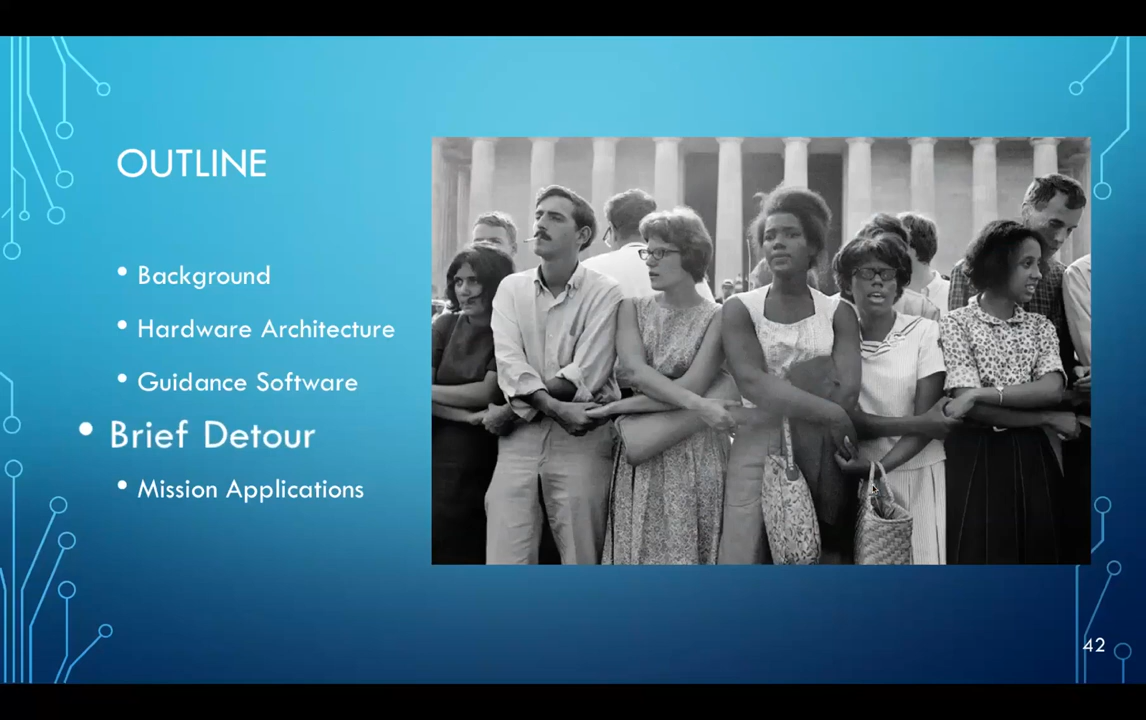 OUTLINE
• Background
• Hardware Architecture
• Guidance Software
• Brief Detour
• Mission Applications
42